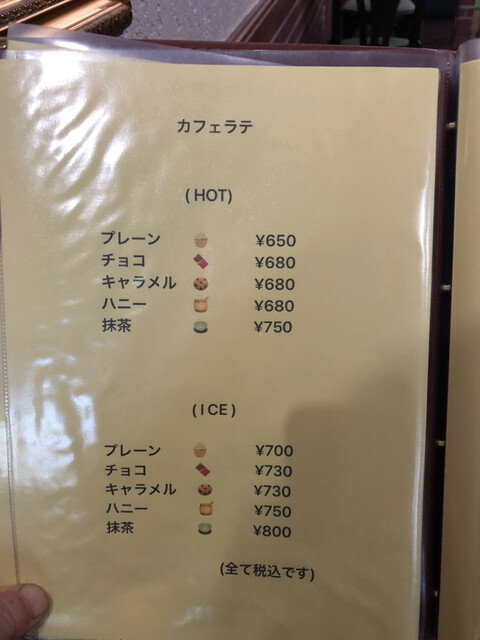 カフェラテ
(HOT)
プレーン 🧁 ¥650
チョコ 🍫 ¥680
キャラメル 🍪 ¥680
ハニー 🍯 ¥680
抹茶 🍵 ¥750
(ICE)
プレーン 🧁 ¥700
チョコ 🍫 ¥730
キャラメル 🍪 ¥730
ハニー 🍯 ¥750
抹茶 🍵 ¥800
(全て税込です)